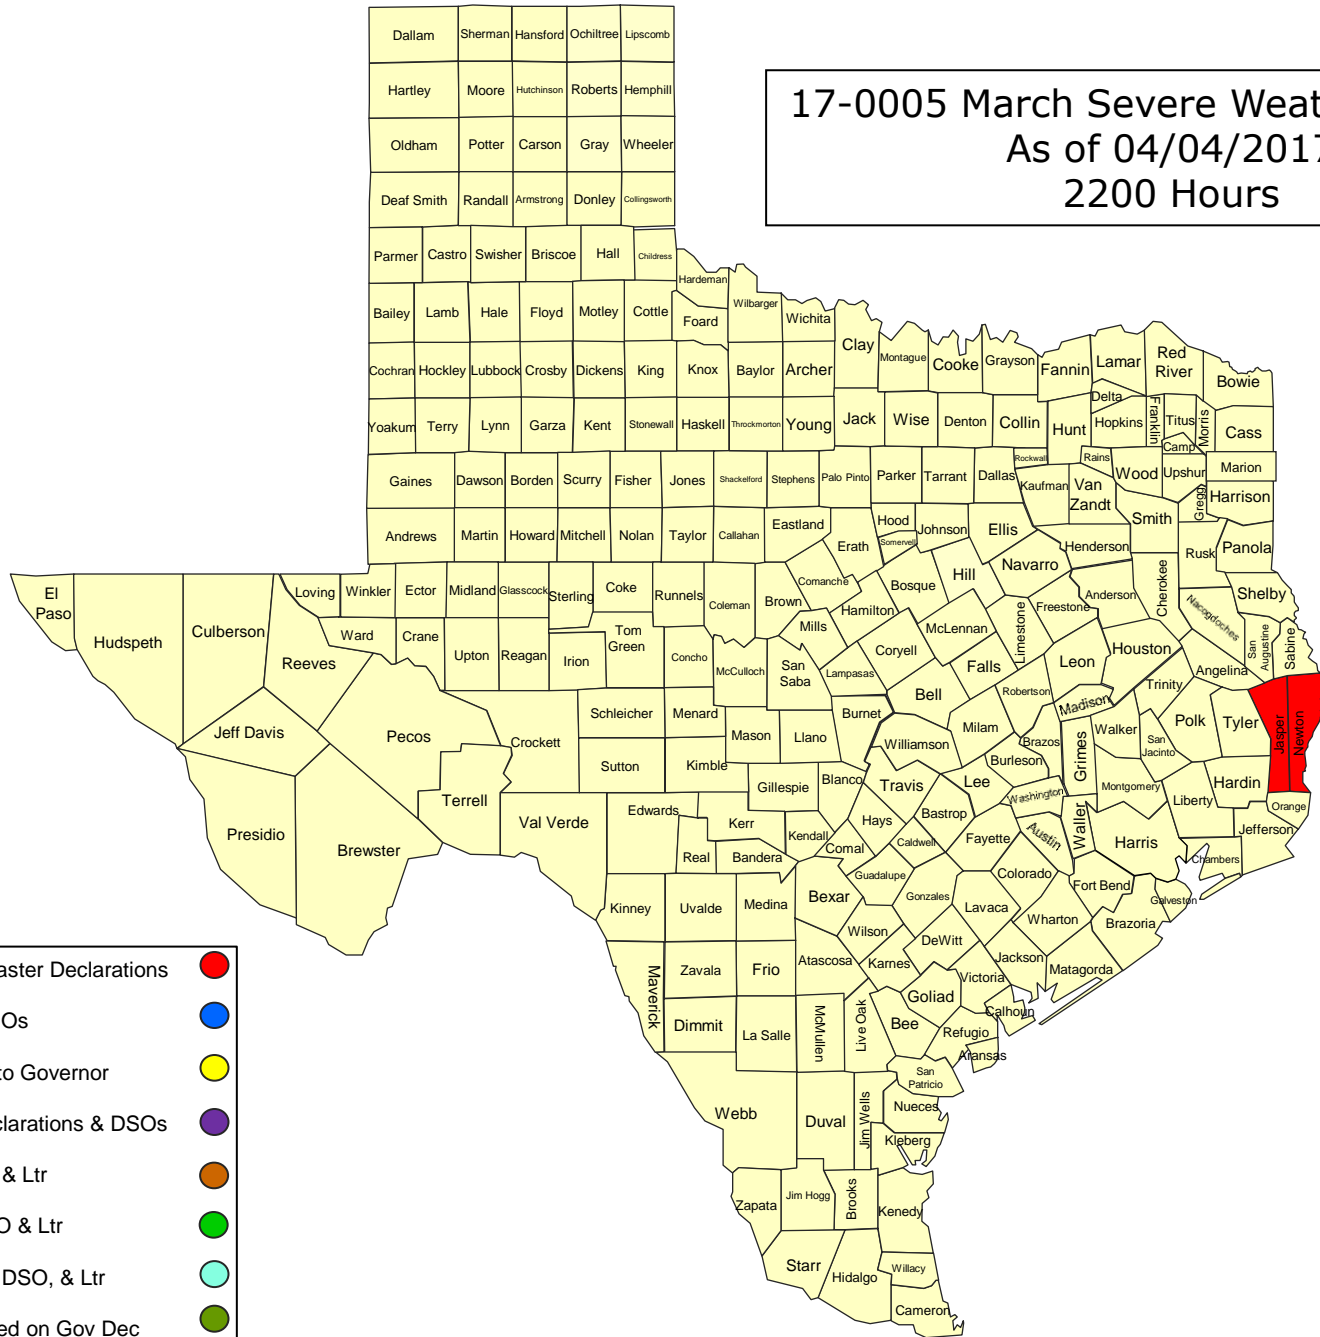 Dallam Sherman Hansford Ochiltree Lipscomb
17-0005 March Severe Weat
As of 04/04/2017
2200 Hours
Hartley Moore Hutchinson Roberts Hemphill
Oldham Potter Carson Gray Wheeler
Deaf Smith Randall Armstrong Donley Collingsworth
Parmer Castro Swisher Briscoe Hall Childress
Hardeman
Bailey Lamb Hale Floyd Motley Cottle Foard Wilbarger Wichita
Clay Montague Cooke Grayson Fannin Lamar Red
River
Bowie
Cochran Hockley Lubbock Crosby Dickens King Knox Baylor Archer
Delta
Yoakum Terry Lynn Garza Kent Stonewall Haskell Throckmorton Young Jack Wise Denton Collin Hunt Hopkins Franklin Titus Morris Cass
Camp
Rockwall Rains
Gaines Dawson Borden Scurry Fisher Jones Shackelford Stephens Palo Pinto Parker Tarrant Dallas Kaufman Van
Zandt
Wood Upshur Marion
Gregg Harrison
Andrews Martin Howard Mitchell Nolan Taylor Callahan Eastland Erath Hood Somervell Johnson Ellis Henderson Smith Rusk Panola
El
Paso
Hudspeth Culberson Loving Winkler Ector Midland Glasscock Sterling Coke Runnels Coleman Brown Comanche Hamilton Bosque Hill Navarro Freestone Anderson Cherokee Nacogdoches Shelby
Reeves Ward Crane Upton Reagan Irion Tom
Green
Concho McCulloch San
Saba
Mills Lampasas Coryell McLennan Limestone Falls Leon Houston Angelina San
Augustine
Sabine
Jeff Davis Pecos Crockett Schleicher Menard Mason Llano Burnet Bell Milam Robertson Madison Trinity Walker Polk Tyler Jasper Newton
San
Jacinto
Sutton Kimble Gillespie Blanco Williamson Travis Lee Burleson Brazos Grimes Montgomery Liberty Hardin Orange
Presidio Brewster Terrell Val Verde Edwards Kerr Real Bandera Kendall Comal Hays Caldwell Bastrop Fayette Washington Austin Waller Harris Chambers Jefferson
Kinney Uvalde Medina Bexar Guadalupe Gonzales Lavaca Colorado Fort Bend Galveston
Wilson DeWitt Wharton Brazoria
Maverick Zavala Frio Atascosa Karnes Victoria Jackson Matagorda
Dimmit La Salle McMullen Live Oak Bee Goliad Refugio Calhoun
Aransas
San
Patricio
Webb Duval Jim Wells Nueces
Kleberg
Zapata Jim Hogg Brooks Kenedy
Starr Hidalgo Willacy
Cameron
aster Declarations
Os
to Governor
clarations & DSOs
& Ltr
O & Ltr
DSO, & Ltr
ed on Gov Dec